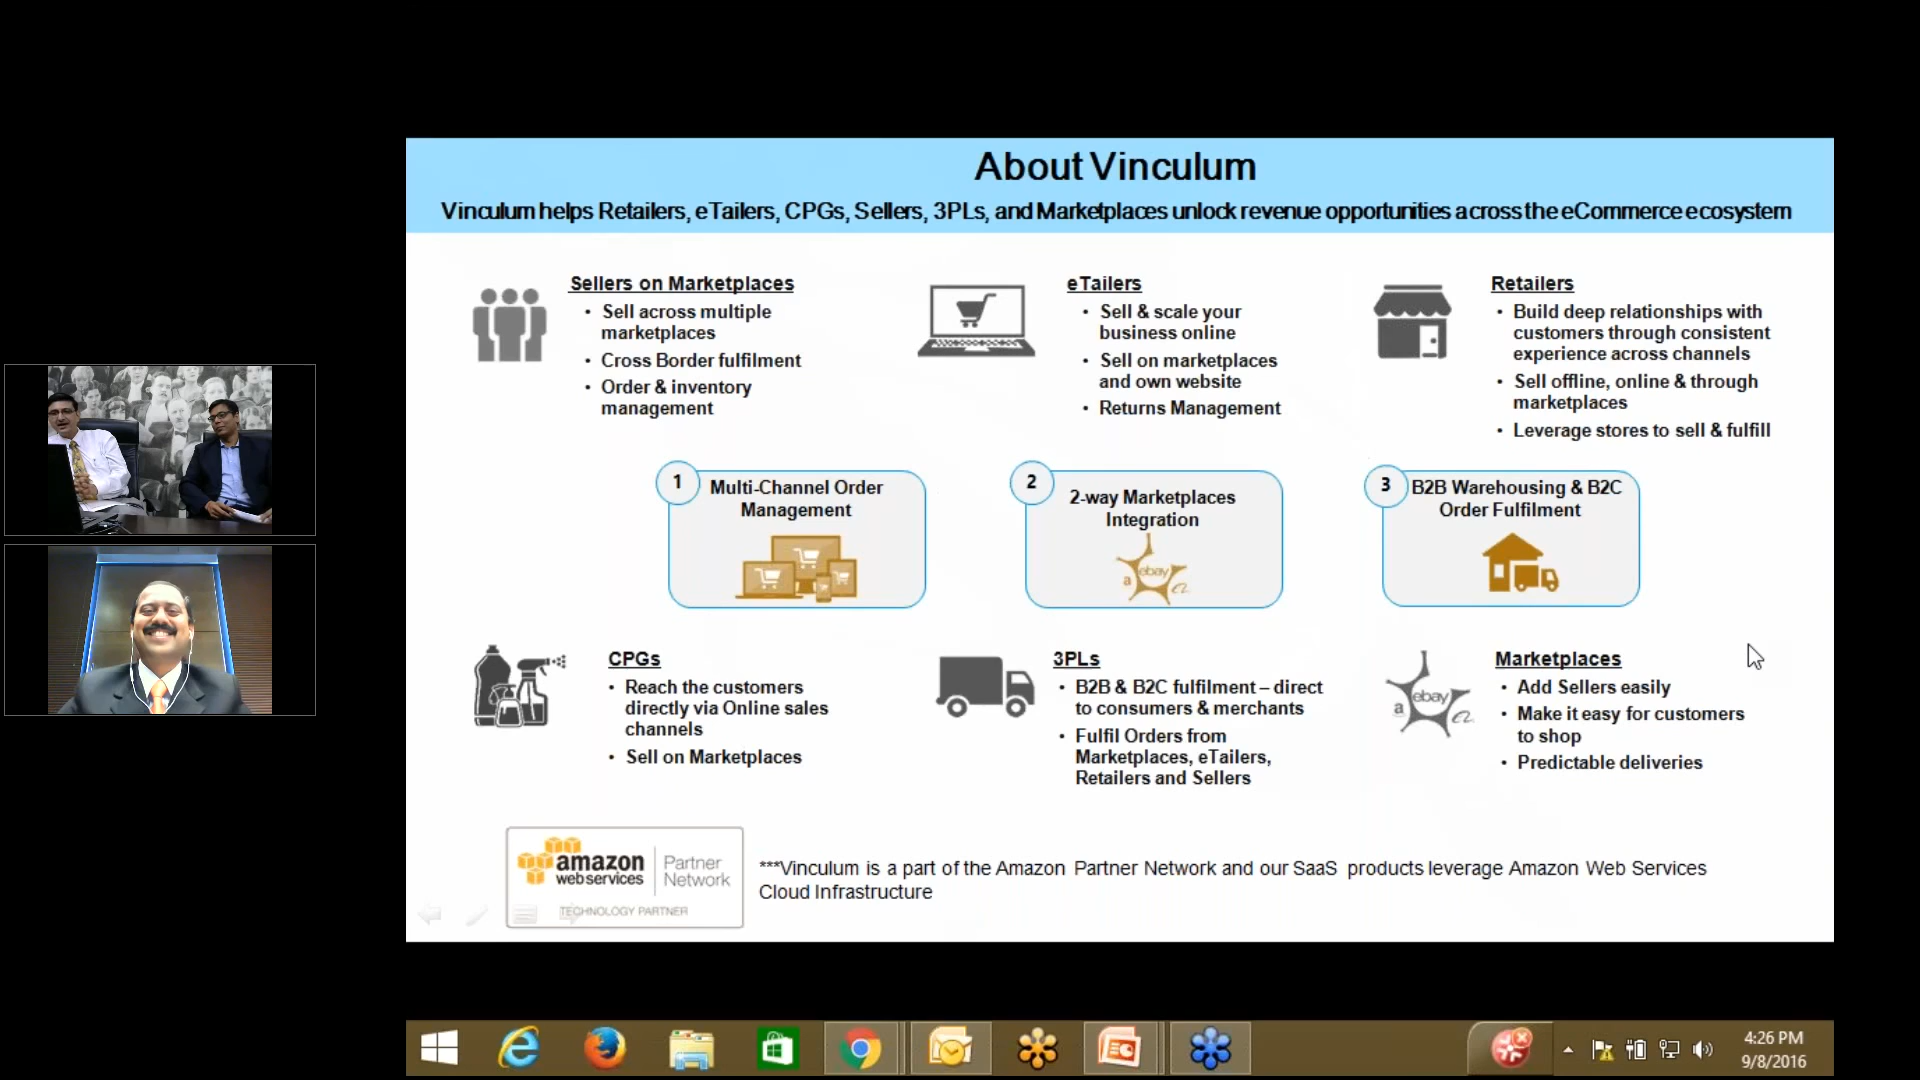 About Vinculum
Vinculum helps Retailers, eTailers, CPGs, Sellers, 3PLs, and Marketplaces unlock revenue opportunities across the eCommerce ecosystem
Sellers on Marketplaces
• Sell across multiple
marketplaces
• Cross Border fulfilment
• Order & inventory
management
eTailers
• Sell & scale your
business online
• Sell on marketplaces
and own website
• Returns Management
Retailers
• Build deep relationships with
customers through consistent
experience across channels
• Sell offline, online & through
marketplaces
• Leverage stores to sell & fulfill
1
Multi-Channel Order
Management
2
2-way Marketplaces
Integration
ebay
a
3
B2B Warehousing & B2C
Order Fulfilment
CPGs
• Reach the customers
directly via Online sales
channels
• Sell on Marketplaces
3PLs
• B2B & B2C fulfilment – direct
to consumers & merchants
• Fulfil Orders from
Marketplaces, eTailers,
Retailers and Sellers
ebay
a
Marketplaces
• Add Sellers easily
• Make it easy for customers
to shop
• Predictable deliveries
amazon
web services
Partner
Network
TECHNOLOGY PARTNER
***Vinculum is a part of the Amazon Partner Network and our SaaS products leverage Amazon Web Services
Cloud Infrastructure
4:26 PM
9/8/2016